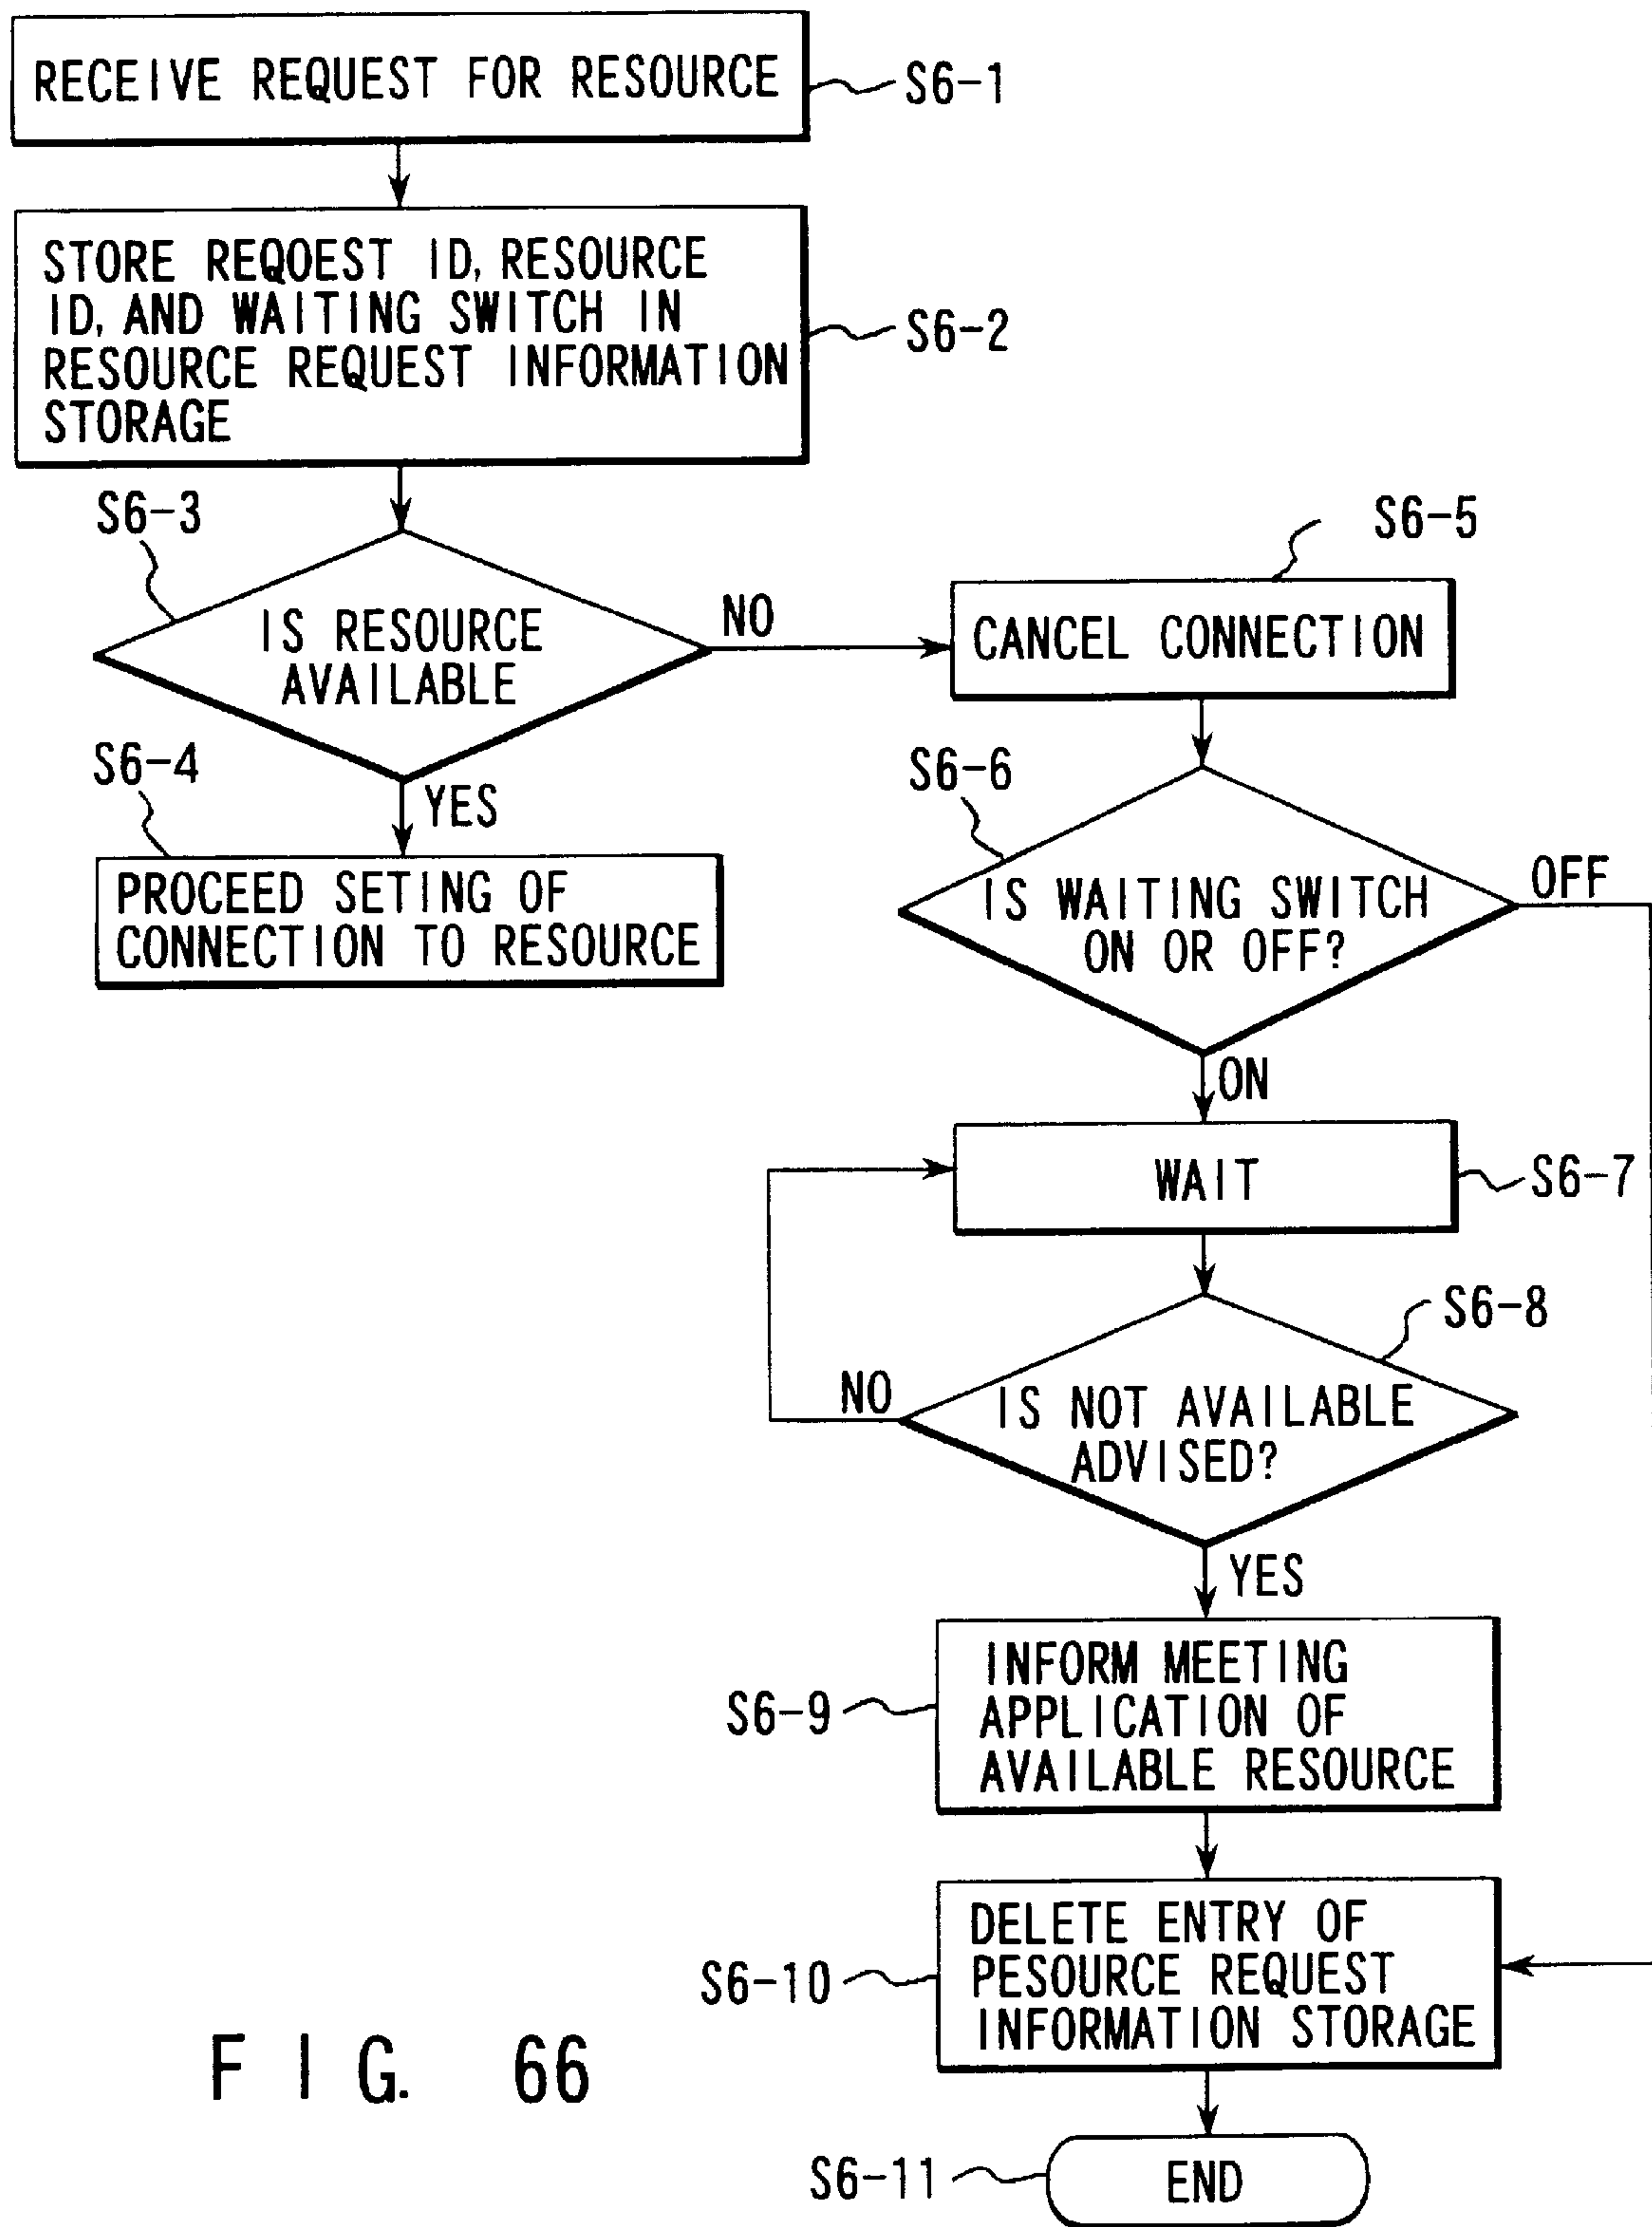 RECEIVE REQUEST FOR RESOURCE
S6-1
STORE REQOEST ID, RESOURCE
ID, AND WAITING SWITCH IN
RESOURCE REQUEST INFORMATION
STORAGE
S6-2
S6-3
IS RESOURCE
AVAILABLE
NO
YES
S6-4
PROCEED SETING OF
CONNECTION TO RESOURCE
S6-5
CANCEL CONNECTION
S6-6
IS WAITING SWITCH
ON OR OFF?
OFF
ON
WAIT
S6-7
S6-8
IS NOT AVAILABLE
ADVISED?
NO
YES
S6-9
INFORM MEETING
APPLICATION OF
AVAILABLE RESOURCE
S6-10
DELETE ENTRY OF
PESOURCE REQUEST
INFORMATION STORAGE
S6-11
END
FIG. 66